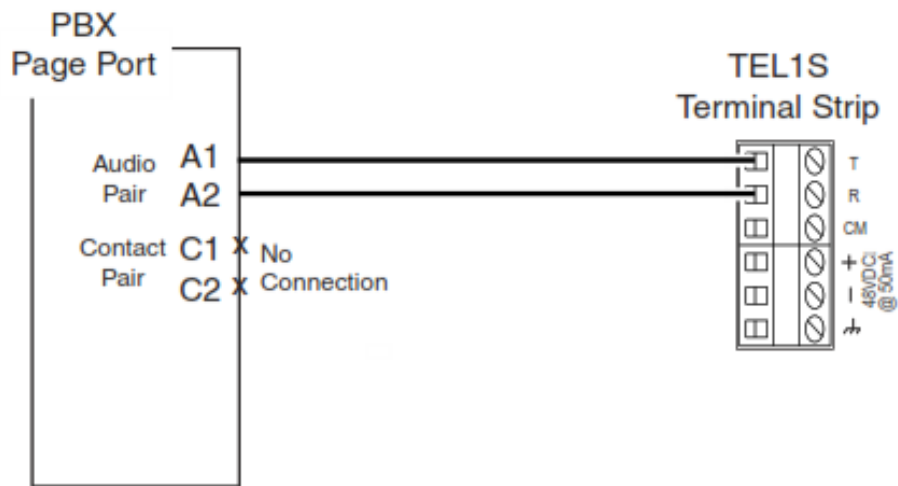 PBX
Page Port
TEL1S
Terminal Strip
Audio
Pair
A1
A2
Contact
Pair
C1
C2
x
x
No
Connection
T
R
CM
+
–
48VDC
@ 50mA